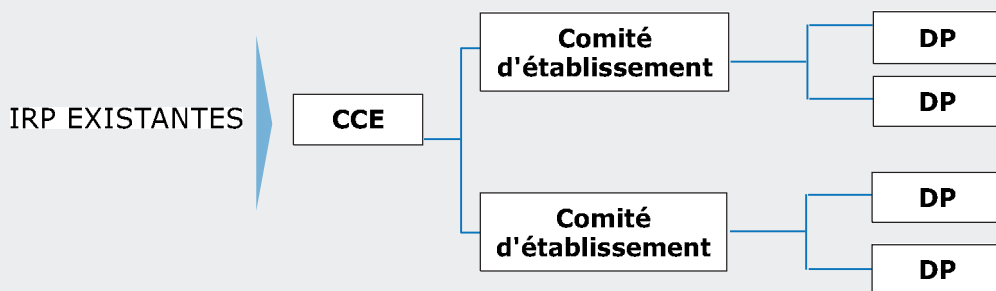 IRP EXISTANTES
CCE
Comité
d'établissement
DP
DP
Comité
d'établissement
DP
DP